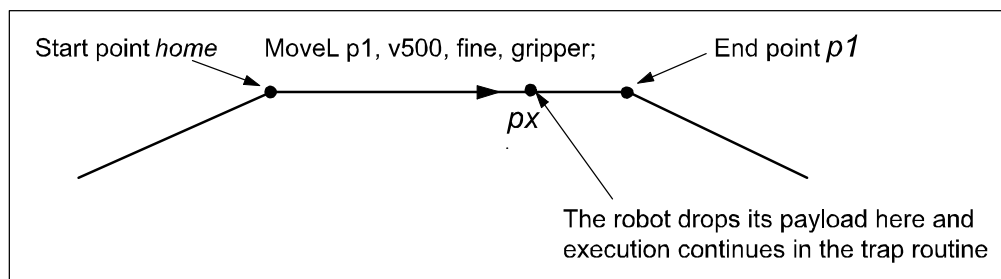 Start point home
MoveL p1, v500, fine, gripper;
End point p1
px
The robot drops its payload here and
execution continues in the trap routine